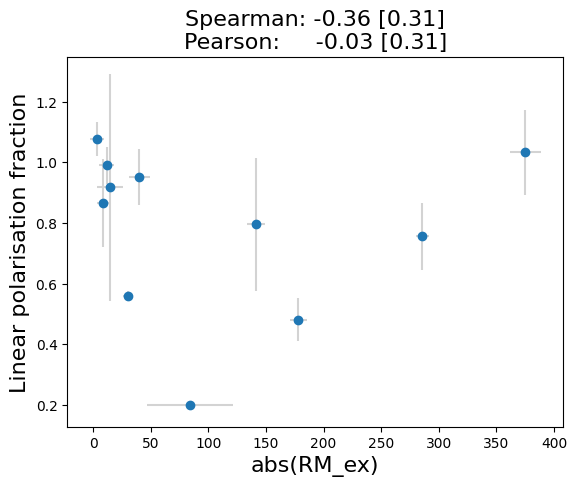 Spearman: -0.36 [0.31]
Pearson: -0.03 [0.31]
Linear polarisation fraction
1.2
1.0
0.8
0.6
0.4
0.2
0 50 100 150 200 250 300 350 400
abs(RM_ex)